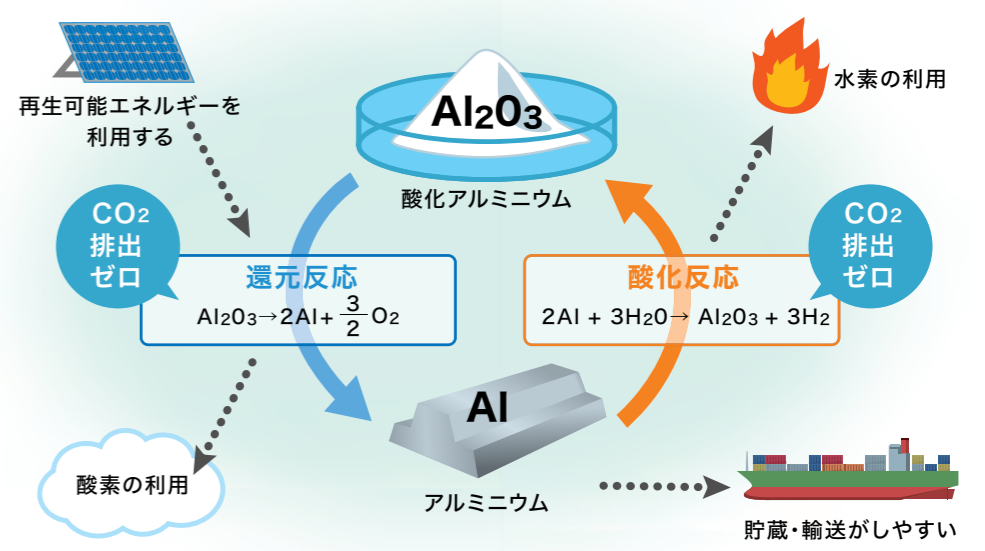 再生可能エネルギーを
利用する
Al2O3
酸化アルミニウム
水素の利用
CO2
排出
ゼロ
還元反応
Al2O3→2Al+ 3/2 O2
酸化反応
2Al + 3H2O→ Al2O3 + 3H2
CO2
排出
ゼロ
Al
アルミニウム
酸素の利用
貯蔵・輸送がしやすい